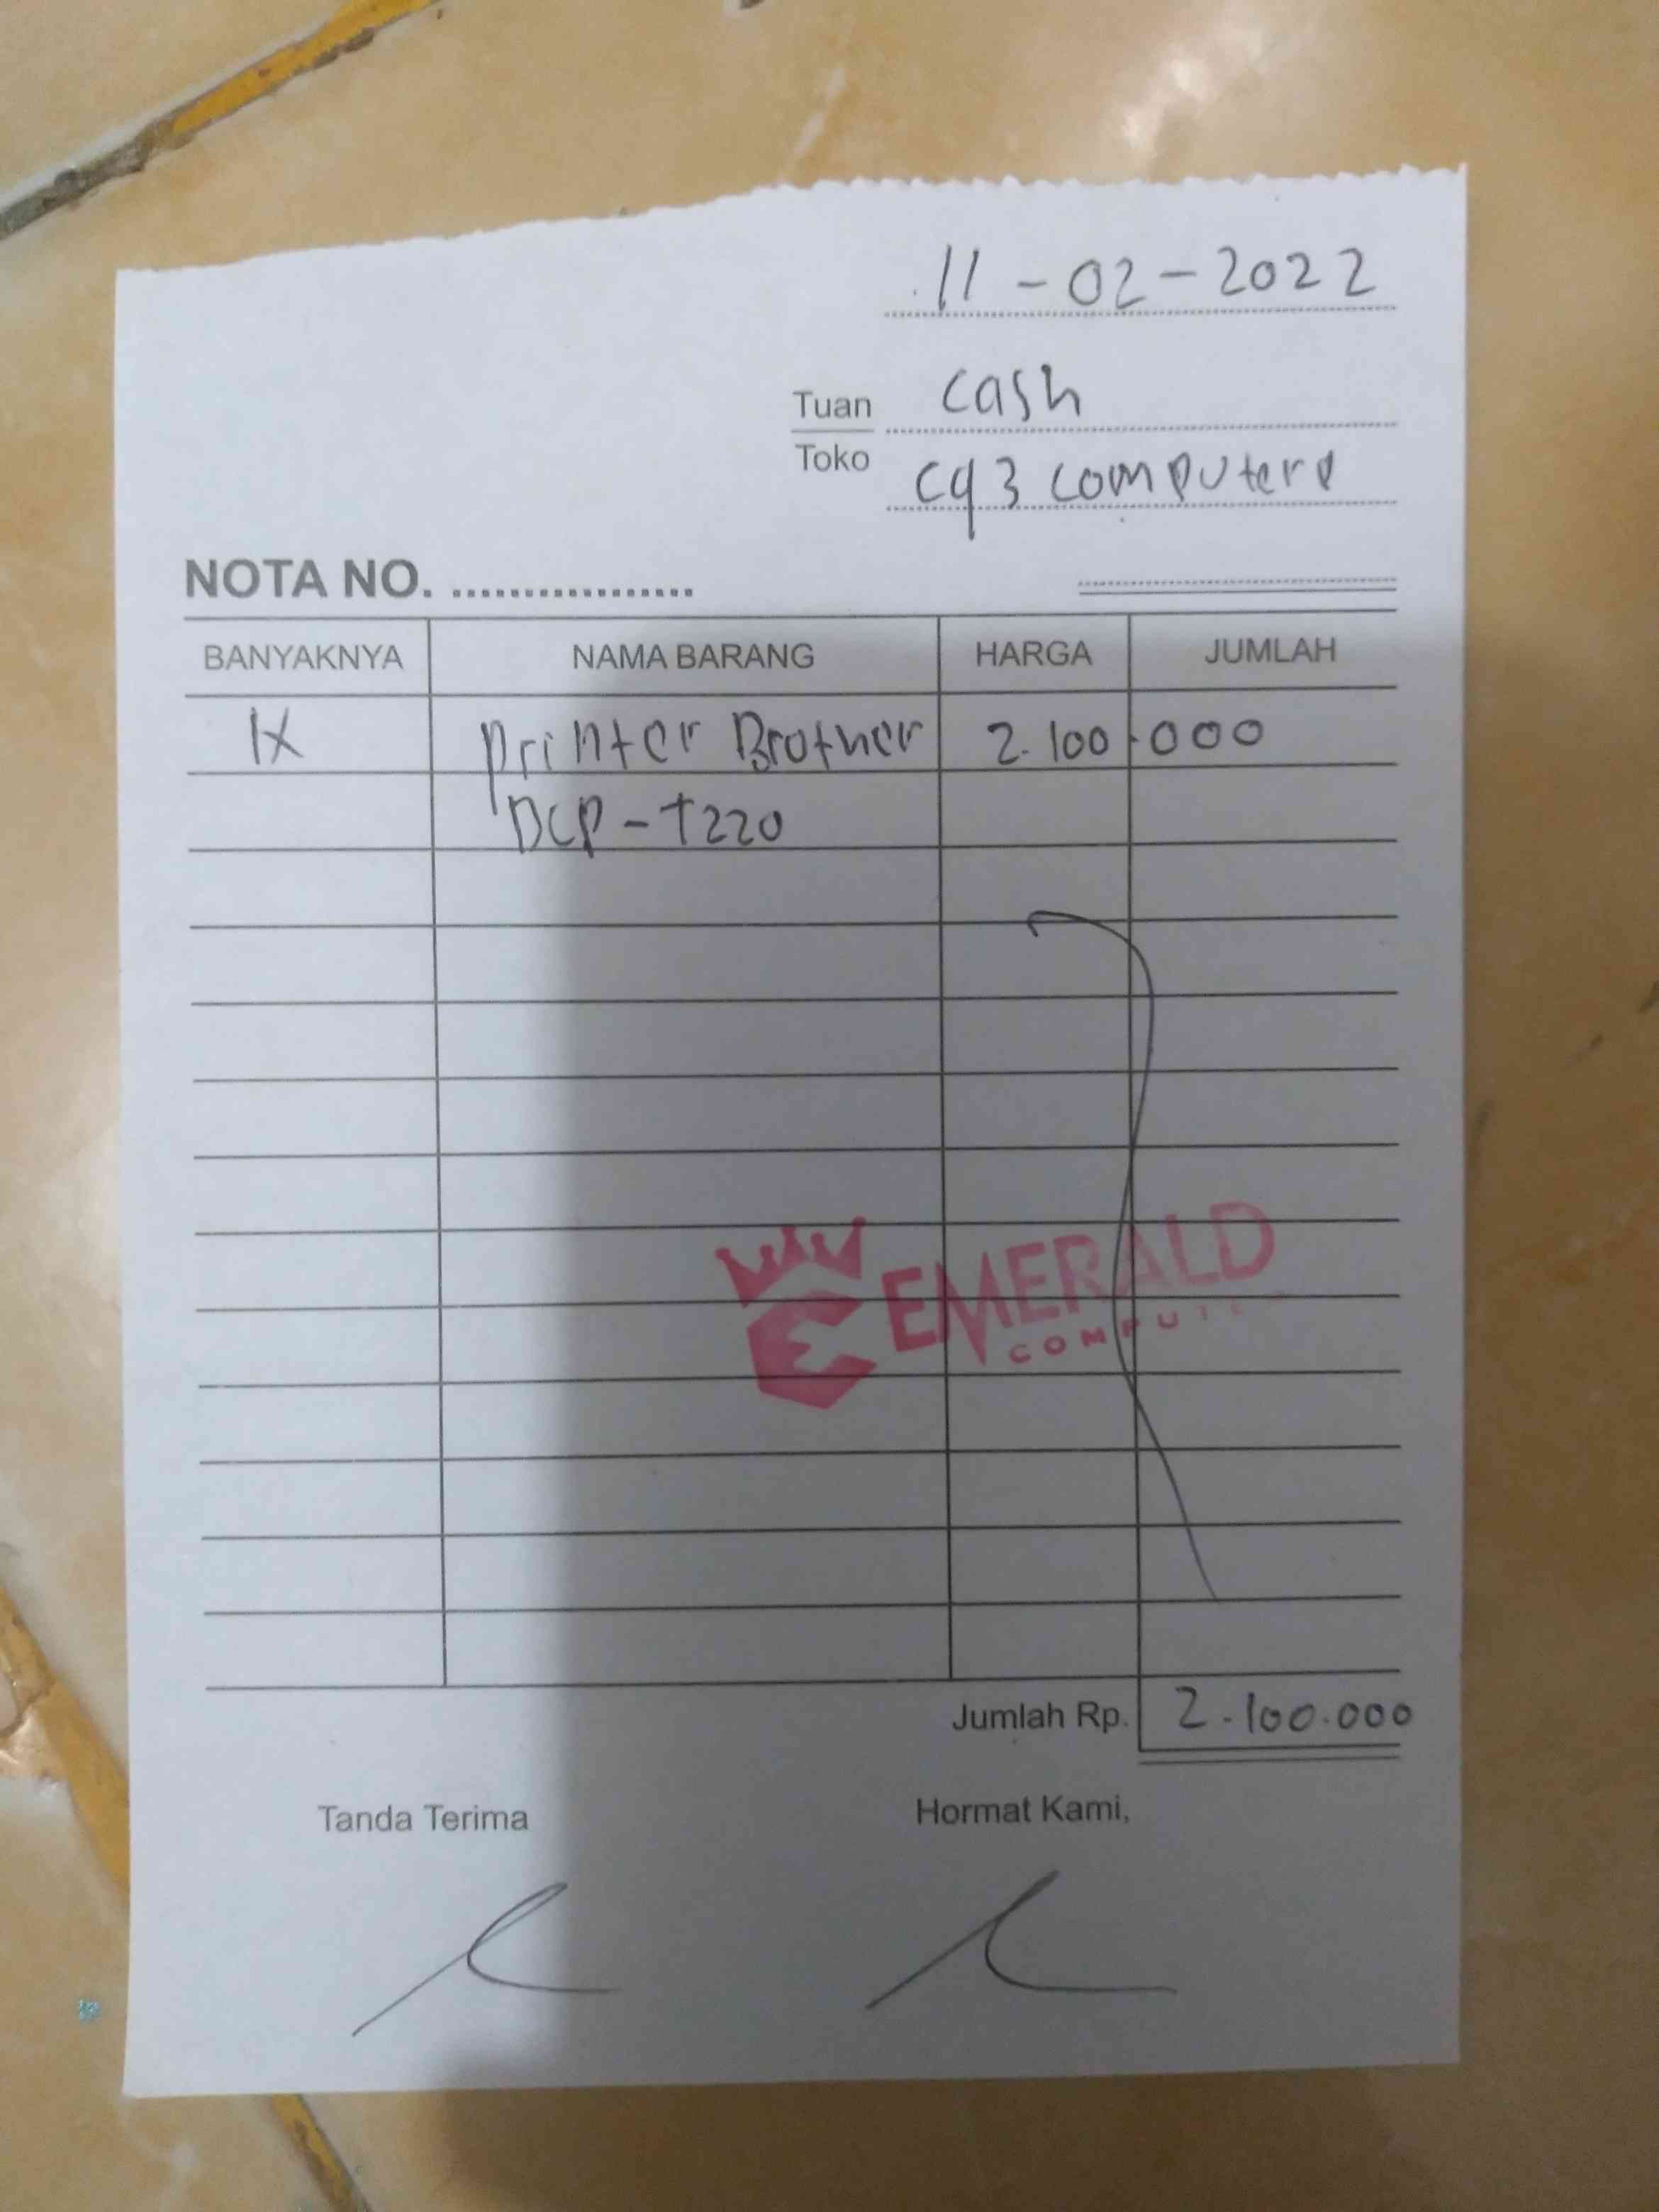 11 - 02 - 2022
Tuan cash
Toko cq3 computer
NOTA NO. ..................
BANYAKNYA NAMA BARANG HARGA JUMLAH
1X Printer Brother 2.100.000
DCP - T220
EMERALD
COMPUTER
Jumlah Rp. 2.100.000
Tanda Terima Hormat Kami,